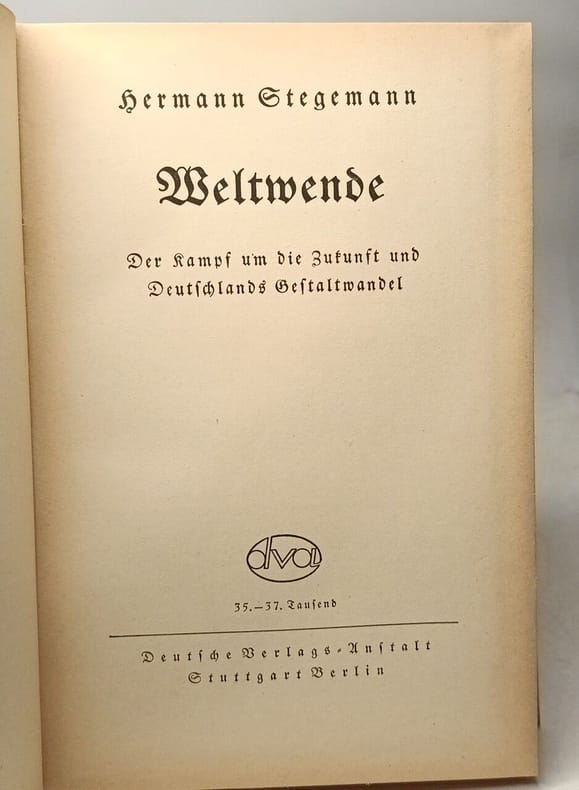 Hermann Stegemann
Weltwende
Der Kampf um die Zukunft und
Deutschlands Gestaltwandel
dva
35.–37. Tausend
Deutsche Verlags-Anstalt
Stuttgart Berlin